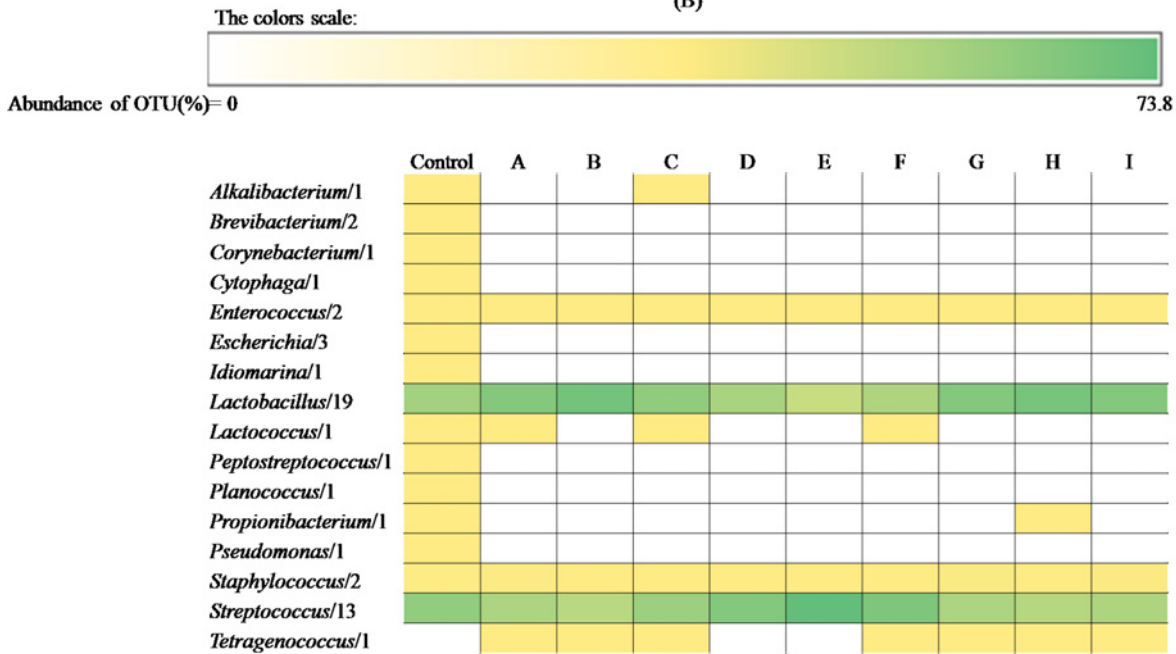 (B)
The colors scale:
Abundance of OTU(%)= 0 73.8
Control A B C D E F G H I
Alkalibacterium/1
Brevibacterium/2
Corynebacterium/1
Cytophaga/1
Enterococcus/2
Escherichia/3
Idiomarina/1
Lactobacillus/19
Lactococcus/1
Peptostreptococcus/1
Planococcus/1
Propionibacterium/1
Pseudomonas/1
Staphylococcus/2
Streptococcus/13
Tetragenococcus/1